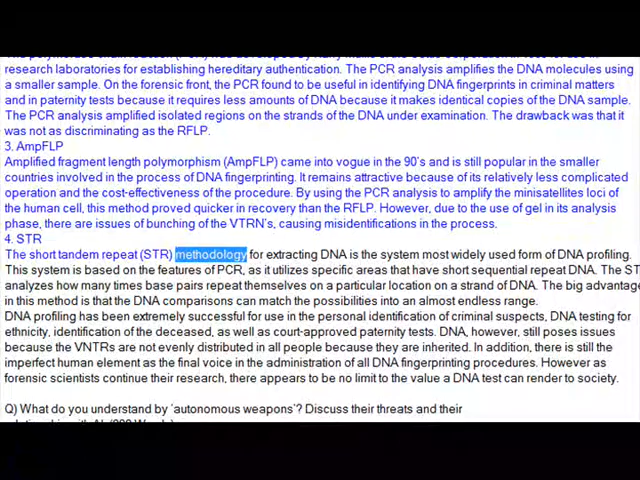 research laboratories for establishing hereditary authentication. The PCR analysis amplifies the DNA molecules using
a smaller sample. On the forensic front, the PCR found to be useful in identifying DNA fingerprints in criminal matters
and in paternity tests because it requires less amounts of DNA because it makes identical copies of the DNA sample.
The PCR analysis amplified isolated regions on the strands of the DNA under examination. The drawback was that it
was not as discriminating as the RFLP.
3. AmpFLP
Amplified fragment length polymorphism (AmpFLP) came into vogue in the 90's and is still popular in the smaller
countries involved in the process of DNA fingerprinting. It remains attractive because of its relatively less complicated
operation and the cost-effectiveness of the procedure. By using the PCR analysis to amplify the minisatellites loci of
the human cell, this method proved quicker in recovery than the RFLP. However, due to the use of gel in its analysis
phase, there are issues of bunching of the VTRN's, causing misidentifications in the process.
4. STR
The short tandem repeat (STR) methodology for extracting DNA is the system most widely used form of DNA profiling.
This system is based on the features of PCR, as it utilizes specific areas that have short sequential repeat DNA. The ST
analyzes how many times base pairs repeat themselves on a particular location on a strand of DNA. The big advantage
in this method is that the DNA comparisons can match the possibilities into an almost endless range.
DNA profiling has been extremely successful for use in the personal identification of criminal suspects, DNA testing for
ethnicity, identification of the deceased, as well as court-approved paternity tests. DNA, however, still poses issues
because the VNTRs are not evenly distributed in all people because they are inherited. In addition, there is still the
imperfect human element as the final voice in the administration of all DNA fingerprinting procedures. However as
forensic scientists continue their research, there appears to be no limit to the value a DNA test can render to society.
Q) What do you understand by 'autonomous weapons'? Discuss their threats and their